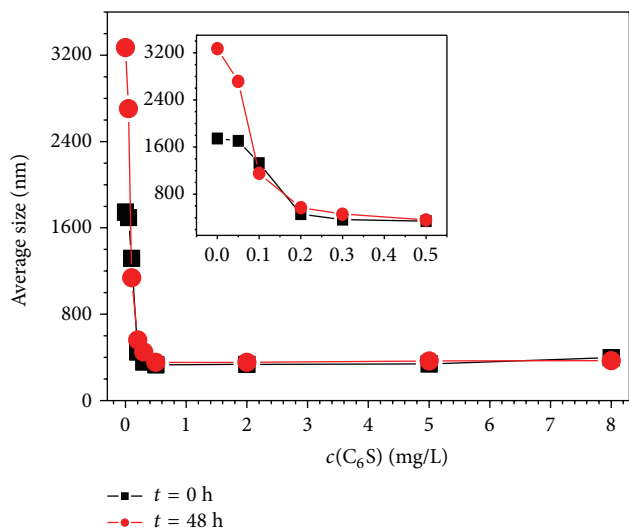 3200
2400
1600
800
0
Average size (nm)
3200
2400
1600
800
0.0 0.1 0.2 0.3 0.4 0.5
0 1 2 3 4 5 6 7 8
c(C₆S) (mg/L)
t = 0 h
t = 48 h